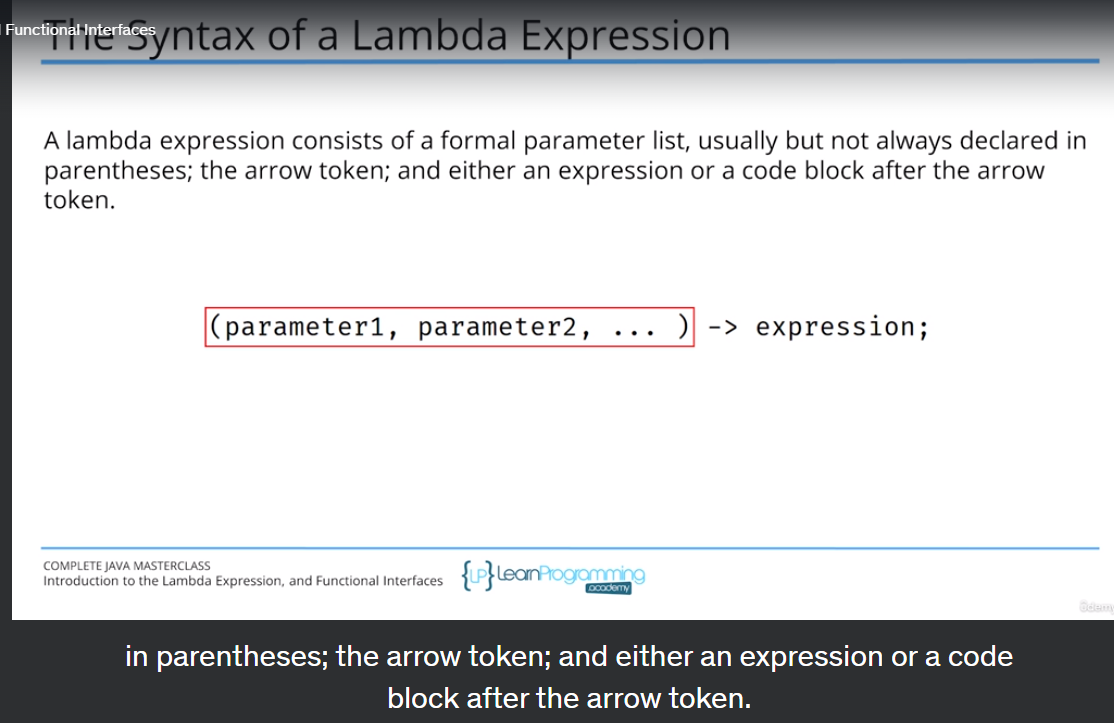 Functional Interfaces
The Syntax of a Lambda Expression
A lambda expression consists of a formal parameter list, usually but not always declared in
parentheses; the arrow token; and either an expression or a code block after the arrow
token.
(parameter1, parameter2, ... ) -> expression;
COMPLETE JAVA MASTERCLASS
Introduction to the Lambda Expression, and Functional Interfaces
{LP} LearnProgramming
academy
Udemy
in parentheses; the arrow token; and either an expression or a code
block after the arrow token.